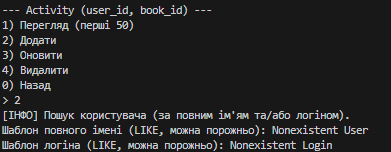 --- Activity (user_id, book_id) ---
1) Перегляд (перші 50)
2) Додати
3) Оновити
4) Видалити
0) Назад
> 2
[ІНФО] Пошук користувача (за повним ім'ям та/або логіном).
Шаблон повного імені (LIKE, можна порожньо): Nonexistent User
Шаблон логіна (LIKE, можна порожньо): Nonexistent Login